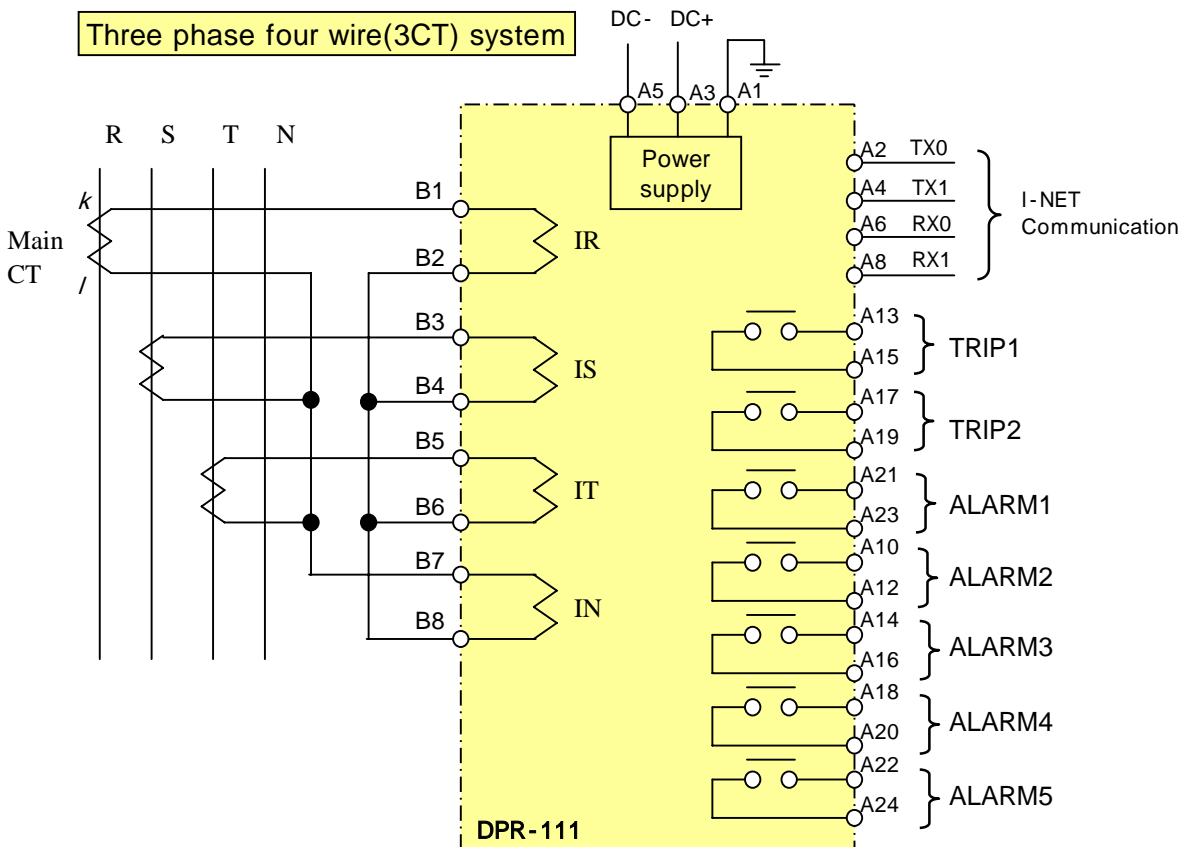 Three phase four wire(3CT) system
DC- DC+
A5 A3 A1
R S T N
Power
supply
Main
CT
k
l
B1
B2
B3
B4
B5
B6
B7
B8
IR
IS
IT
IN
A2 TX0
A4 TX1
A6 RX0
A8 RX1
I-NET
Communication
A13
A15
TRIP1
A17
A19
TRIP2
A21
A23
ALARM1
A10
A12
ALARM2
A14
A16
ALARM3
A18
A20
ALARM4
A22
A24
ALARM5
DPR-111